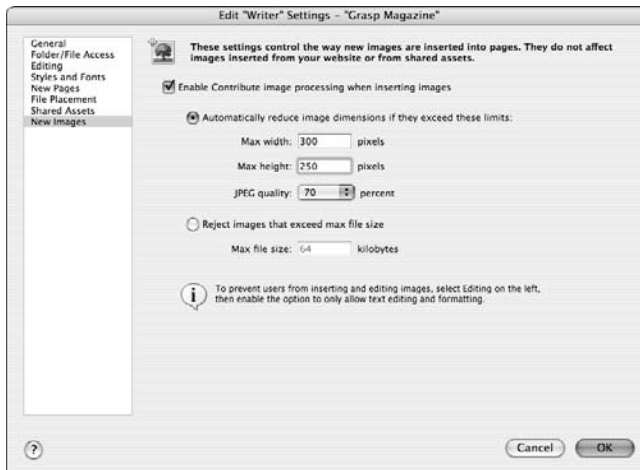 Edit "Writer" Settings - "Grasp Magazine"
General
Folder/File Access
Editing
Styles and Fonts
New Pages
File Placement
Shared Assets
New Images
These settings control the way new images are inserted into pages. They do not affect
images inserted from your website or from shared assets.
Enable Contribute image processing when inserting images
Automatically reduce image dimensions if they exceed these limits:
Max width: 300 pixels
Max height: 250 pixels
JPEG quality: 70 percent
Reject images that exceed max file size
Max file size: 64 kilobytes
To prevent users from inserting and editing images, select Editing on the left,
then enable the option to only allow text editing and formatting.
? Cancel OK